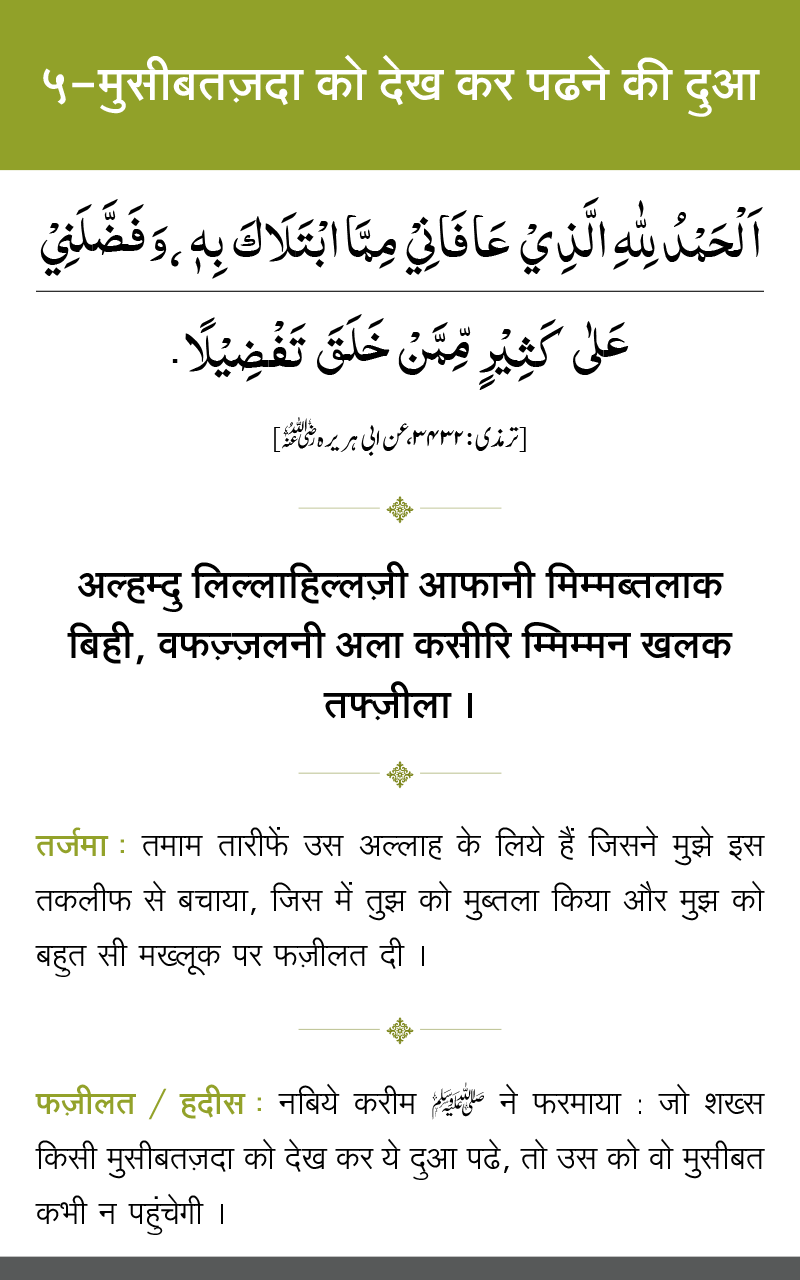 ५-मुसीबतज़दा को देख कर पढने की दुआ
اَلْحَمْدُ لِلّٰهِ الَّذِيْ عَافَانِيْ مِمَّا ابْتَلَاكَ بِهٖ، وَفَضَّلَنِيْ
عَلٰى كَثِيْرٍ مِّمَّنْ خَلَقَ تَفْضِيْلًا.
[ترمذی: ۳۴۳۲، عن ابی ہریرہ ﷛]
अल्हम्दु लिल्लाहिल्लज़ी आफानी मिम्मब्तलाक
बिही, वफज़्ज़लनी अला कसीरि म्मिम्मन खलक
तफ्ज़ीला ।
तर्जमा : तमाम तारीफें उस अल्लाह के लिये हैं जिसने मुझे इस
तकलीफ से बचाया, जिस में तुझ को मुब्तला किया और मुझ को
बहुत सी मख्लूक पर फज़ीलत दी ।
फज़ीलत / हदीस : नबिये करीम ﷺ ने फरमाया : जो शख्स
किसी मुसीबतज़दा को देख कर ये दुआ पढे, तो उस को वो मुसीबत
कभी न पहुंचेगी ।